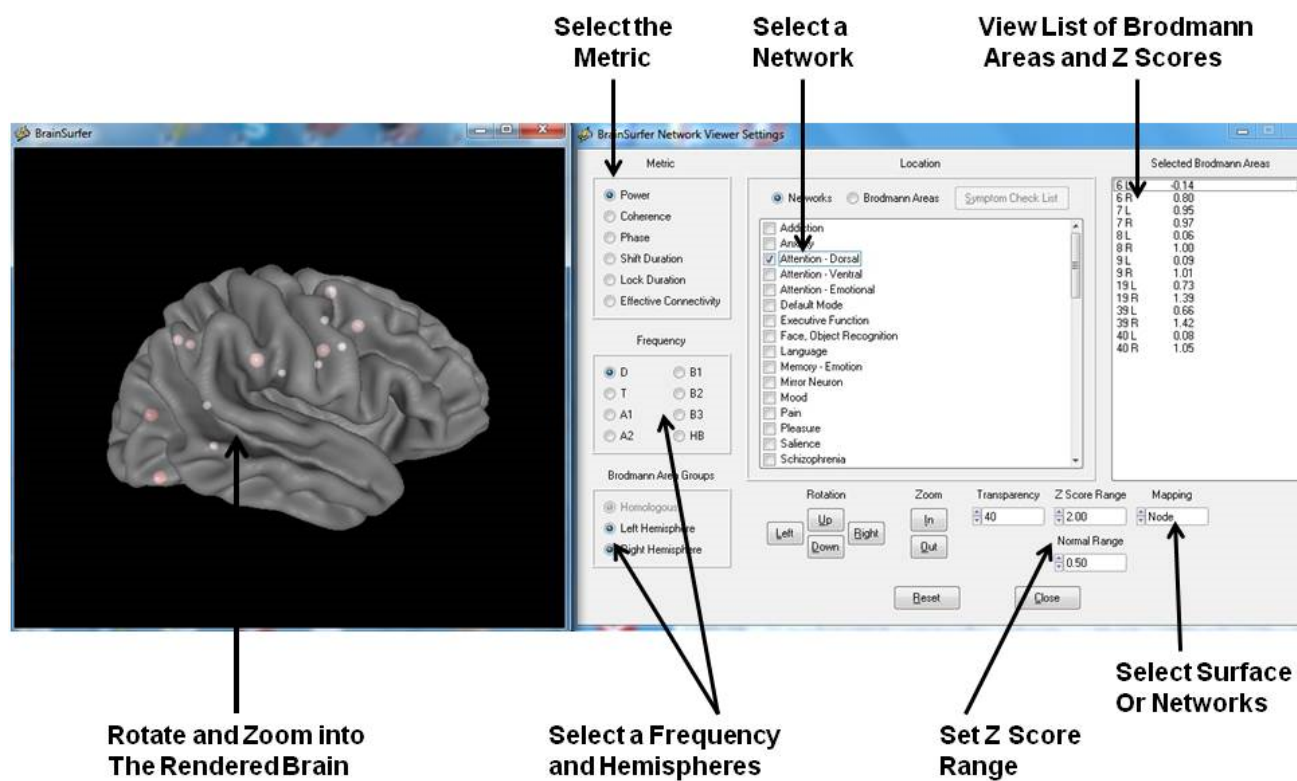 Select the
Metric
Select a
Network
View List of Brodmann
Areas and Z Scores
BrainSurfer
BrainSurfer Network Viewer Settings
Metric
Power
Coherence
Phase
Shift Duration
Lock Duration
Effective Connectivity
Frequency
D B1
T B2
A1 B3
A2 HB
Brodmann Area Groups
Homologous
Left Hemisphere
Right Hemisphere
Location
Networks Brodmann Areas Symptom Check List
Addiction
Anxiety
Attention - Dorsal
Attention - Ventral
Attention - Emotional
Default Mode
Executive Function
Face, Object Recognition
Language
Memory - Emotion
Mirror Neuron
Mood
Pain
Pleasure
Salience
Schizophrenia
Selected Brodmann Areas
6 L -0.14
6 R 0.80
7 L 0.95
7 R 0.97
8 L 0.06
8 R 1.00
9 L 0.09
9 R 1.01
19 L 0.73
19 R 1.39
39 L 0.66
39 R 1.42
40 L 0.08
40 R 1.05
Rotation Zoom Transparency Z Score Range Mapping
Up In 40 2.00 Node
Left Right
Down Out
Normal Range
0.50
Reset Close
Rotate and Zoom into
The Rendered Brain
Select a Frequency
and Hemispheres
Set Z Score
Range
Select Surface
Or Networks